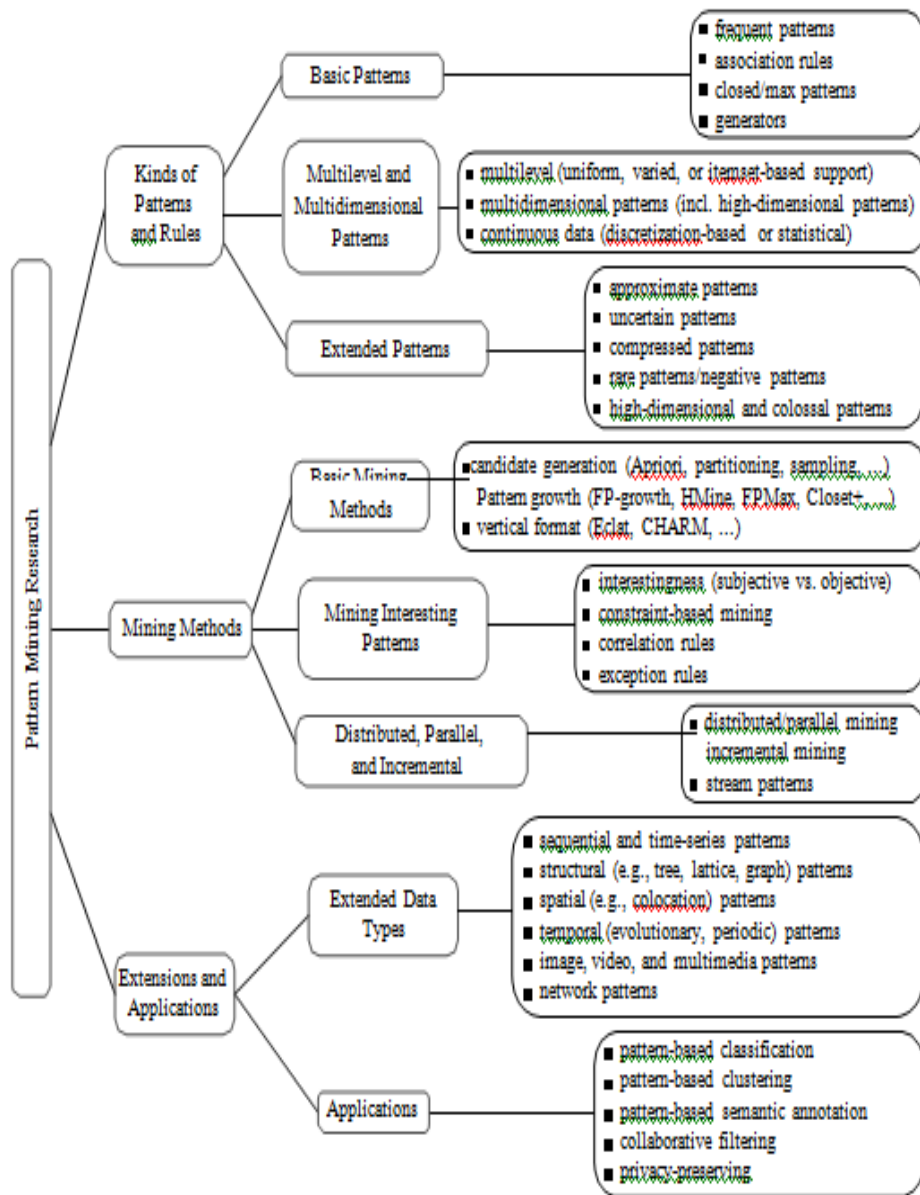 Pattern Mining Research
Kinds of
Patterns
and Rules
Basic Patterns
▪ frequent patterns
▪ association rules
▪ closed/max patterns
▪ generators
Multilevel and
Multidimensional
Patterns
▪ multilevel (uniform, varied, or itemset-based support)
▪ multidimensional patterns (incl. high-dimensional patterns)
▪ continuous data (discretization-based or statistical)
Extended Patterns
▪ approximate patterns
▪ uncertain patterns
▪ compressed patterns
▪ rare patterns/negative patterns
▪ high-dimensional and colossal patterns
Mining Methods
Basic Mining
Methods
▪candidate generation (Apriori, partitioning, sampling, …)
Pattern growth (FP-growth, HMine, FPMax, Closet+, …)
▪ vertical format (Eclat, CHARM, …)
Mining Interesting
Patterns
▪ interestingness (subjective vs. objective)
▪ constraint-based mining
▪ correlation rules
▪ exception rules
Distributed, Parallel,
and Incremental
▪ distributed/parallel mining
incremental mining
▪ stream patterns
Extensions and
Applications
Extended Data
Types
▪ sequential and time-series patterns
▪ structural (e.g., tree, lattice, graph) patterns
▪ spatial (e.g., colocation) patterns
▪ temporal (evolutionary, periodic) patterns
▪ image, video, and multimedia patterns
▪ network patterns
Applications
▪ pattern-based classification
▪ pattern-based clustering
▪ pattern-based semantic annotation
▪ collaborative filtering
▪ privacy-preserving